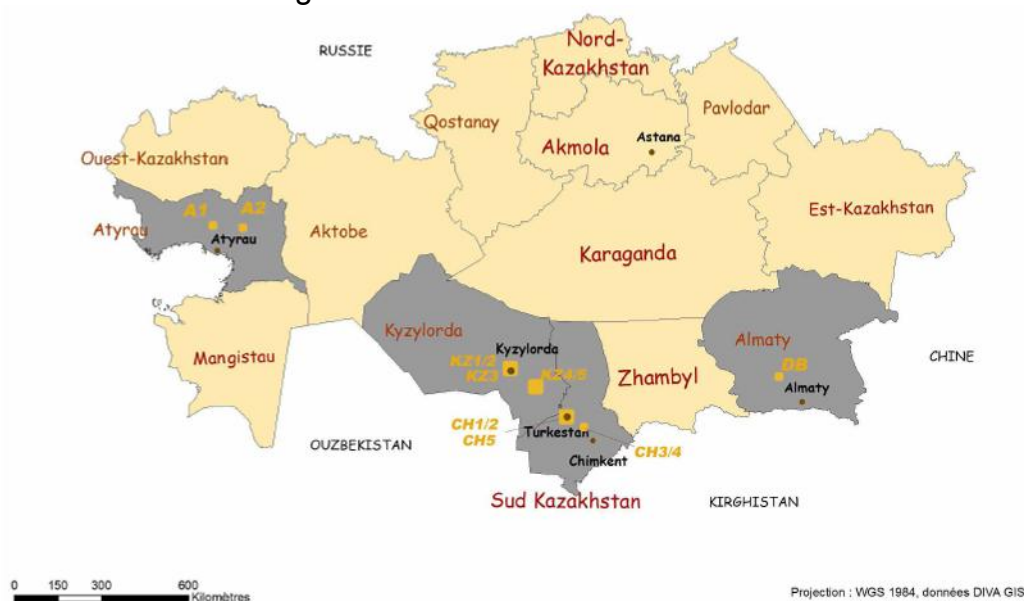 RUSSIE
Nord-
Kazakhstan
Pavlodar
Qostanay
Astana
Akmola
Ouest-Kazakhstan
Est-Kazakhstan
A1
A2
Atyrau
Atyrau
Aktobe
Karaganda
Kyzylorda
Almaty
Mangistau
Kyzylorda
CHINE
KZ1/2
KZ3
KZ4/5
Zhambyl
DB
Almaty
CH1/2
CH5
Turkestan
OUZBEKISTAN
CH3/4
Chimkent
Sud Kazakhstan
KIRGHISTAN
0 150 300 600
Kilomètres
Projection : WGS 1984, données DIVA GIS